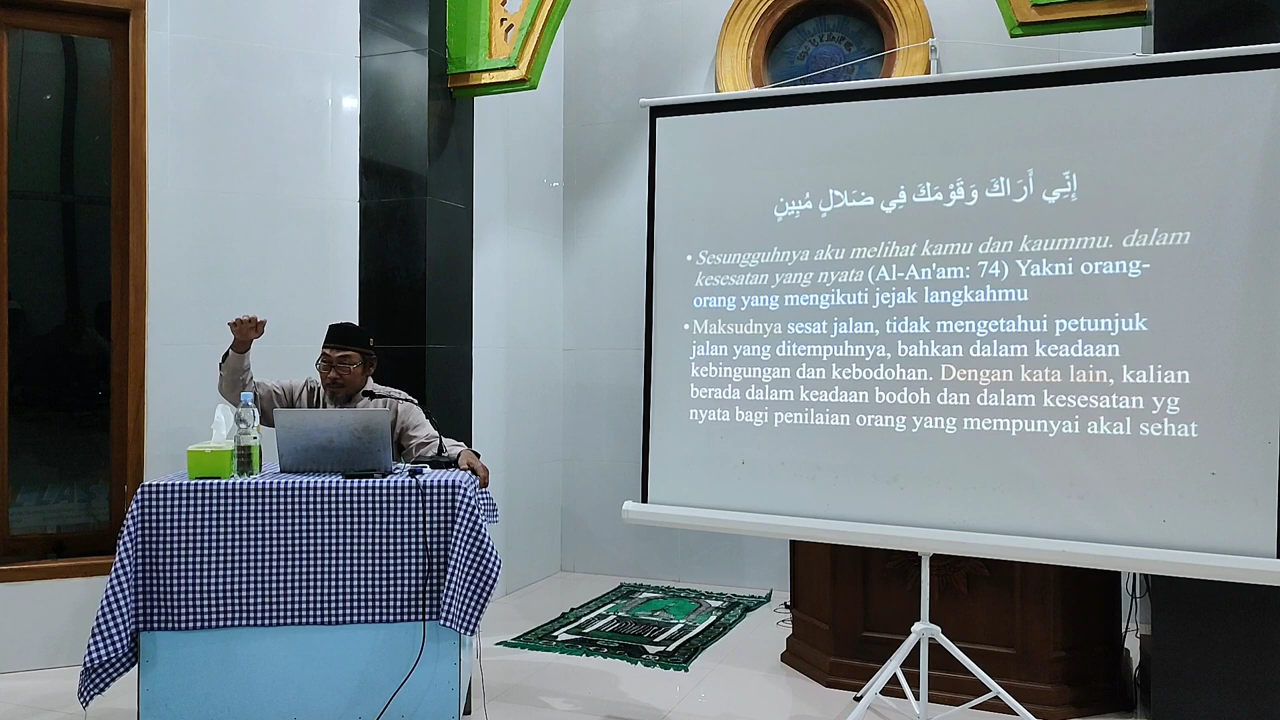 إِنِّي أَرَاكَ وَقَوْمَكَ فِي ضَلالٍ مُبِينٍ
• Sesungguhnya aku melihat kamu dan kaummu. dalam
kesesatan yang nyata (Al-An'am: 74) Yakni orang-
orang yang mengikuti jejak langkahmu
• Maksudnya sesat jalan, tidak mengetahui petunjuk
jalan yang ditempuhnya, bahkan dalam keadaan
kebingungan dan kebodohan. Dengan kata lain, kalian
berada dalam keadaan bodoh dan dalam kesesatan yg
nyata bagi penilaian orang yang mempunyai akal sehat